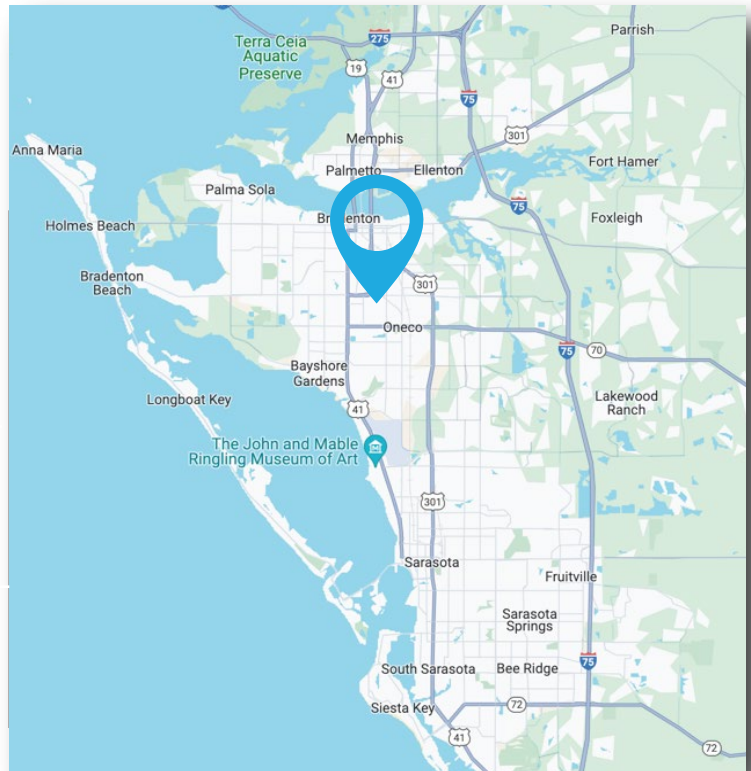 Parrish
275
Terra Ceia
Aquatic
Preserve
19
41
75
Memphis
301
Anna Maria
Palmetto
Ellenton
Fort Hamer
Palma Sola
75
Holmes Beach
Foxleigh
Bradenton
Beach
301
Oneco
75
70
Bayshore
Gardens
Longboat Key
Lakewood
Ranch
41
The John and Mable
Ringling Museum of Art
301
Sarasota
Fruitville
Sarasota
Springs
75
South Sarasota
Bee Ridge
Siesta Key
72
41
72